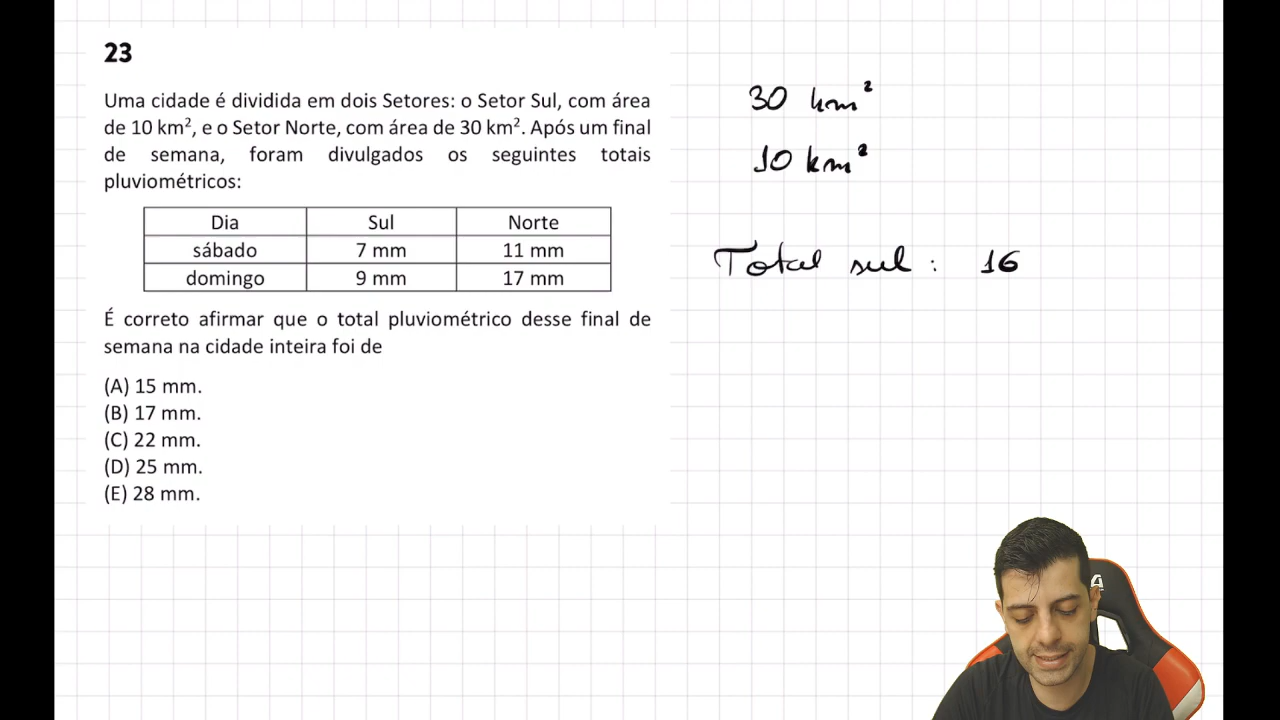 23
Uma cidade é dividida em dois Setores: o Setor Sul, com área
de 10 km², e o Setor Norte, com área de 30 km². Após um final
de semana, foram divulgados os seguintes totais
pluviométricos:
Dia Sul Norte
sábado 7 mm 11 mm
domingo 9 mm 17 mm
É correto afirmar que o total pluviométrico desse final de
semana na cidade inteira foi de
(A) 15 mm.
(B) 17 mm.
(C) 22 mm.
(D) 25 mm.
(E) 28 mm.
30 km²
10 km²
Total sul : 16